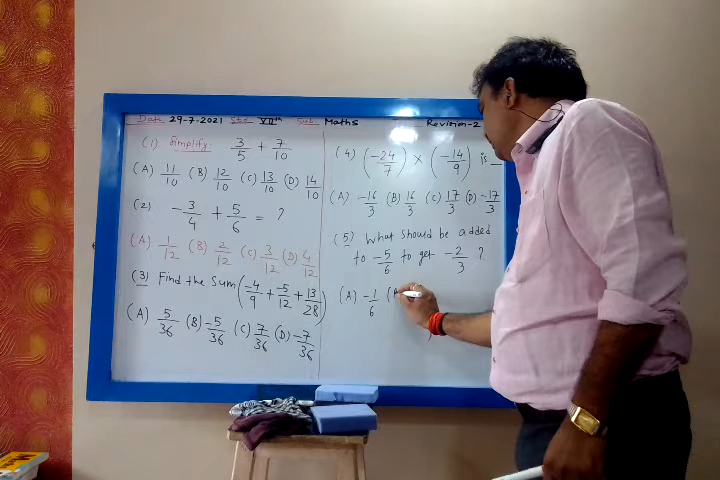 Date 29-7-2021 Std VIIth Sub: Maths Revision-2
(1) Simplify: 3/5 + 7/10
(A) 11/10 (B) 12/10 (C) 13/10 (D) 14/10
(2) -3/4 + 5/6 = ?
(A) 1/12 (B) 2/12 (C) 3/12 (D) 4/12
(3) Find the sum (-4/9 + -5/12 + 13/28)
(A) 5/36 (B) -5/36 (C) 7/36 (D) -7/36
(4) (-24/7) × (-14/9) is _
(A) -16/3 (B) 16/3 (C) 17/3 (D) -17/3
(5) What should be added
to -5/6 to get -2/3 ?
(A) -1/6 (